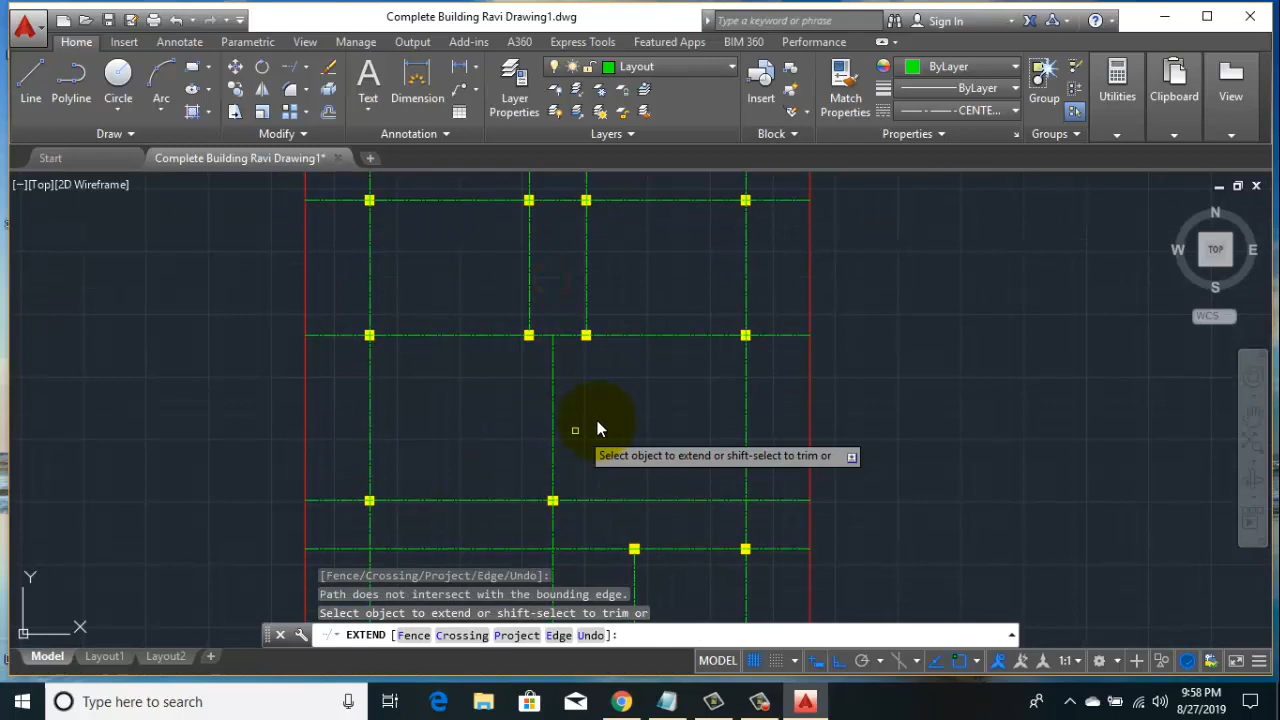 Complete Building Ravi Drawing1.dwg
Type a keyword or phrase
Sign In
Home Insert Annotate Parametric View Manage Output Add-ins A360 Express Tools Featured Apps BIM 360 Performance
Line Polyline Circle Arc
Text Dimension
Layer Properties
Layout
Insert
Match Properties
ByLayer
ByLayer
CENTE...
Group
Utilities
Clipboard
View
Draw Modify Annotation Layers Block Properties Groups
Start
Complete Building Ravi Drawing1*
[−][Top][2D Wireframe]
N
W TOP E
S
WCS
Select object to extend or shift-select to trim or
[Fence/Crossing/Project/Edge/Undo]:
Path does not intersect with the bounding edge.
Select object to extend or shift-select to trim or
EXTEND [Fence Crossing Project Edge Undo]:
Y
X
Model Layout1 Layout2
MODEL
1:1
Type here to search
9:58 PM
8/27/2019